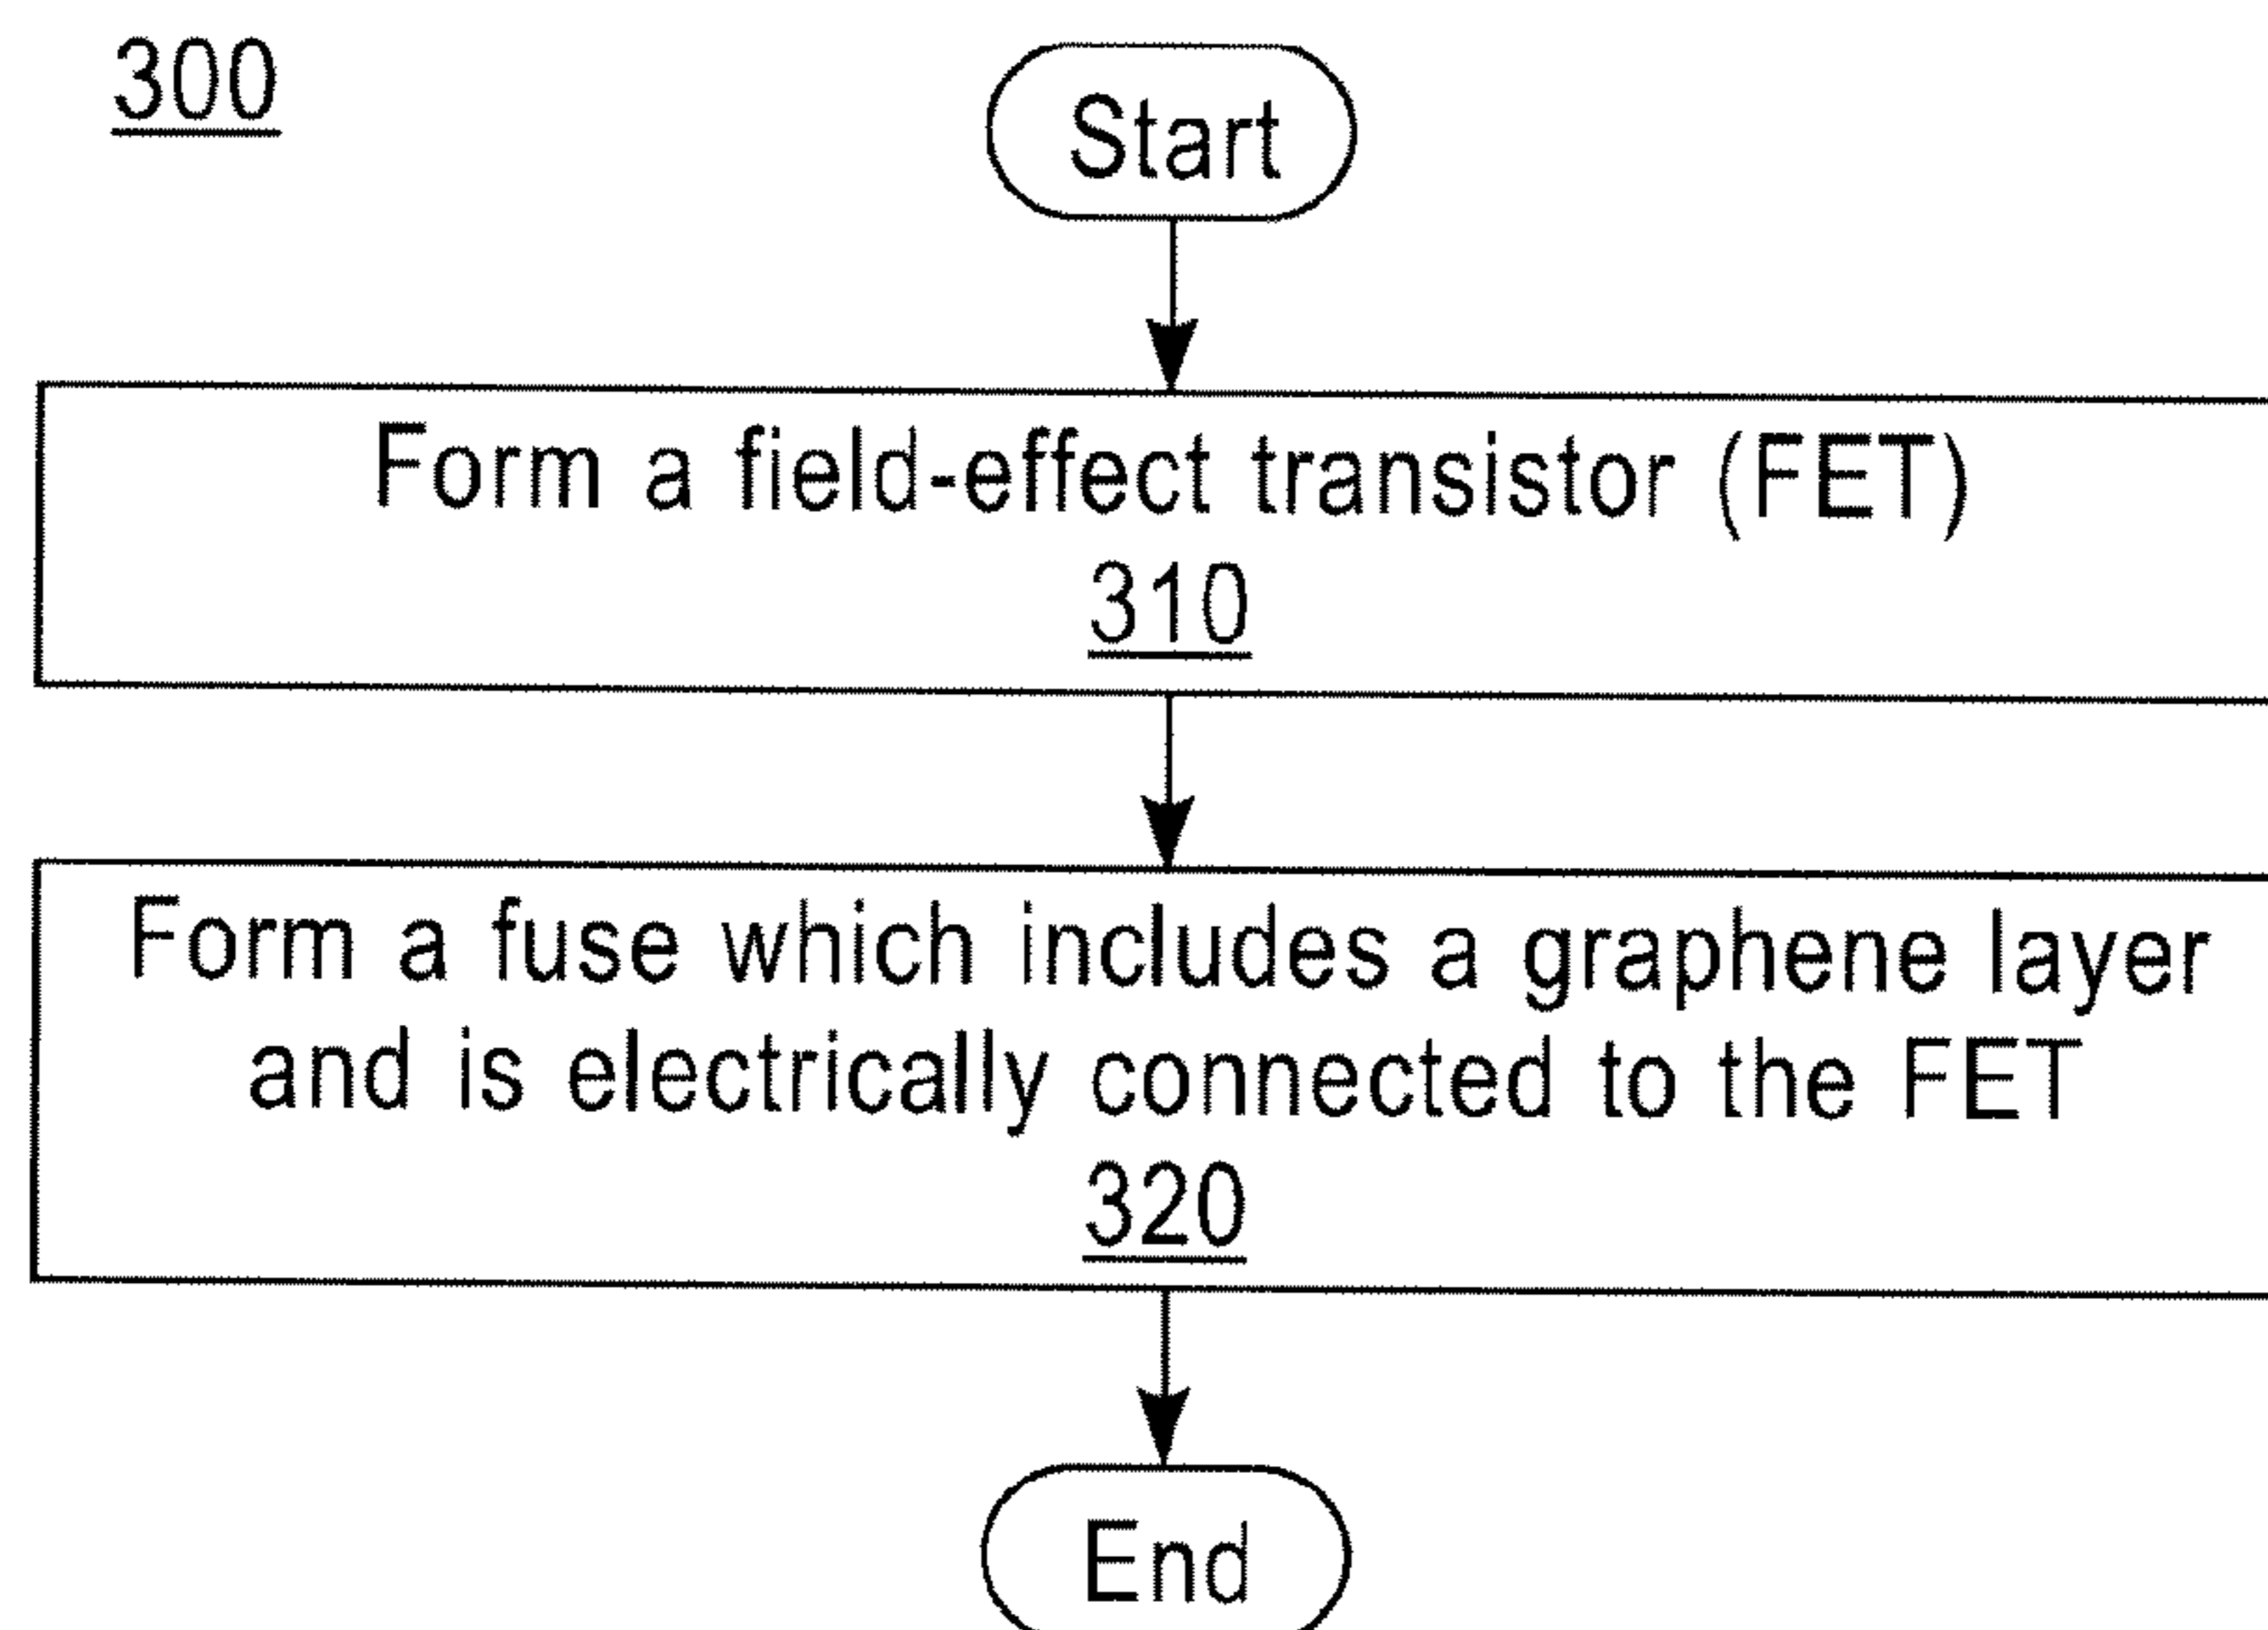 300
Start
Form a field-effect transistor (FET)
310
Form a fuse which includes a graphene layer
and is electrically connected to the FET
320
End